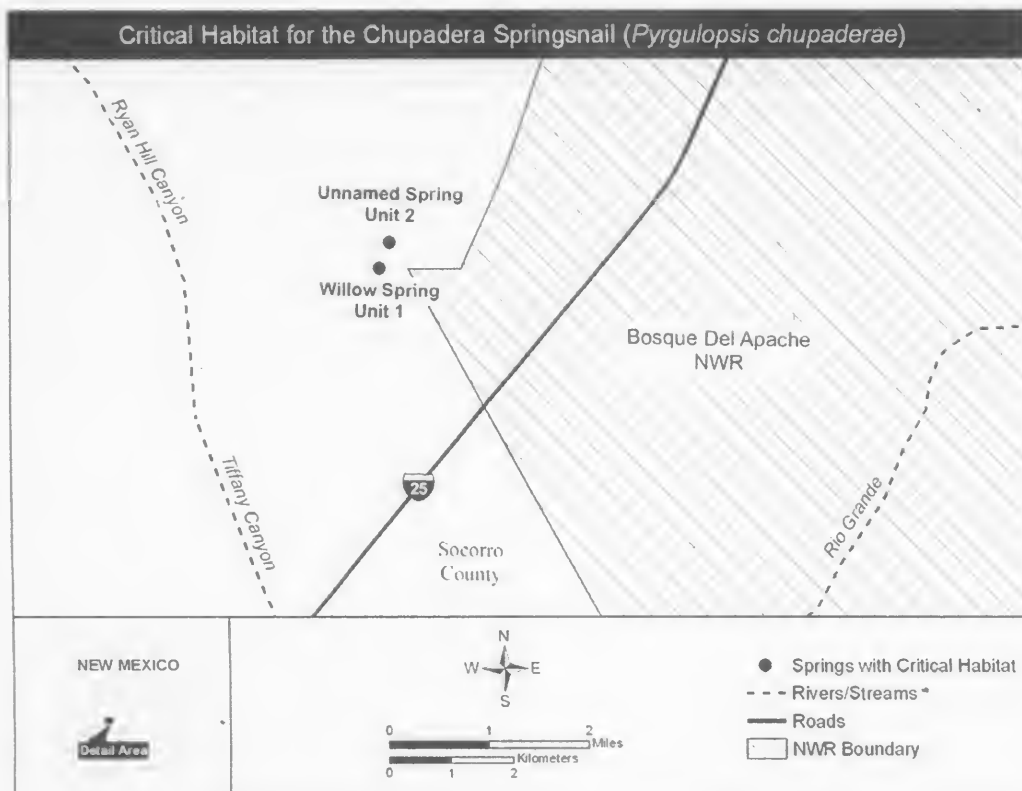 Critical Habitat for the Chupadera Springsnail (Pyrgulopsis chupaderae)
Ryan Hill Canyon
Unnamed Spring
Unit 2
Willow Spring
Unit 1
Bosque Del Apache
NWR
Tiffany Canyon
25
Rio Grande
Socorro
County
NEW MEXICO
Detail Area
N
W E
S
0 1 2
Miles
Kilometers
0 1 2
Springs with Critical Habitat
Rivers/Streams *
Roads
NWR Boundary